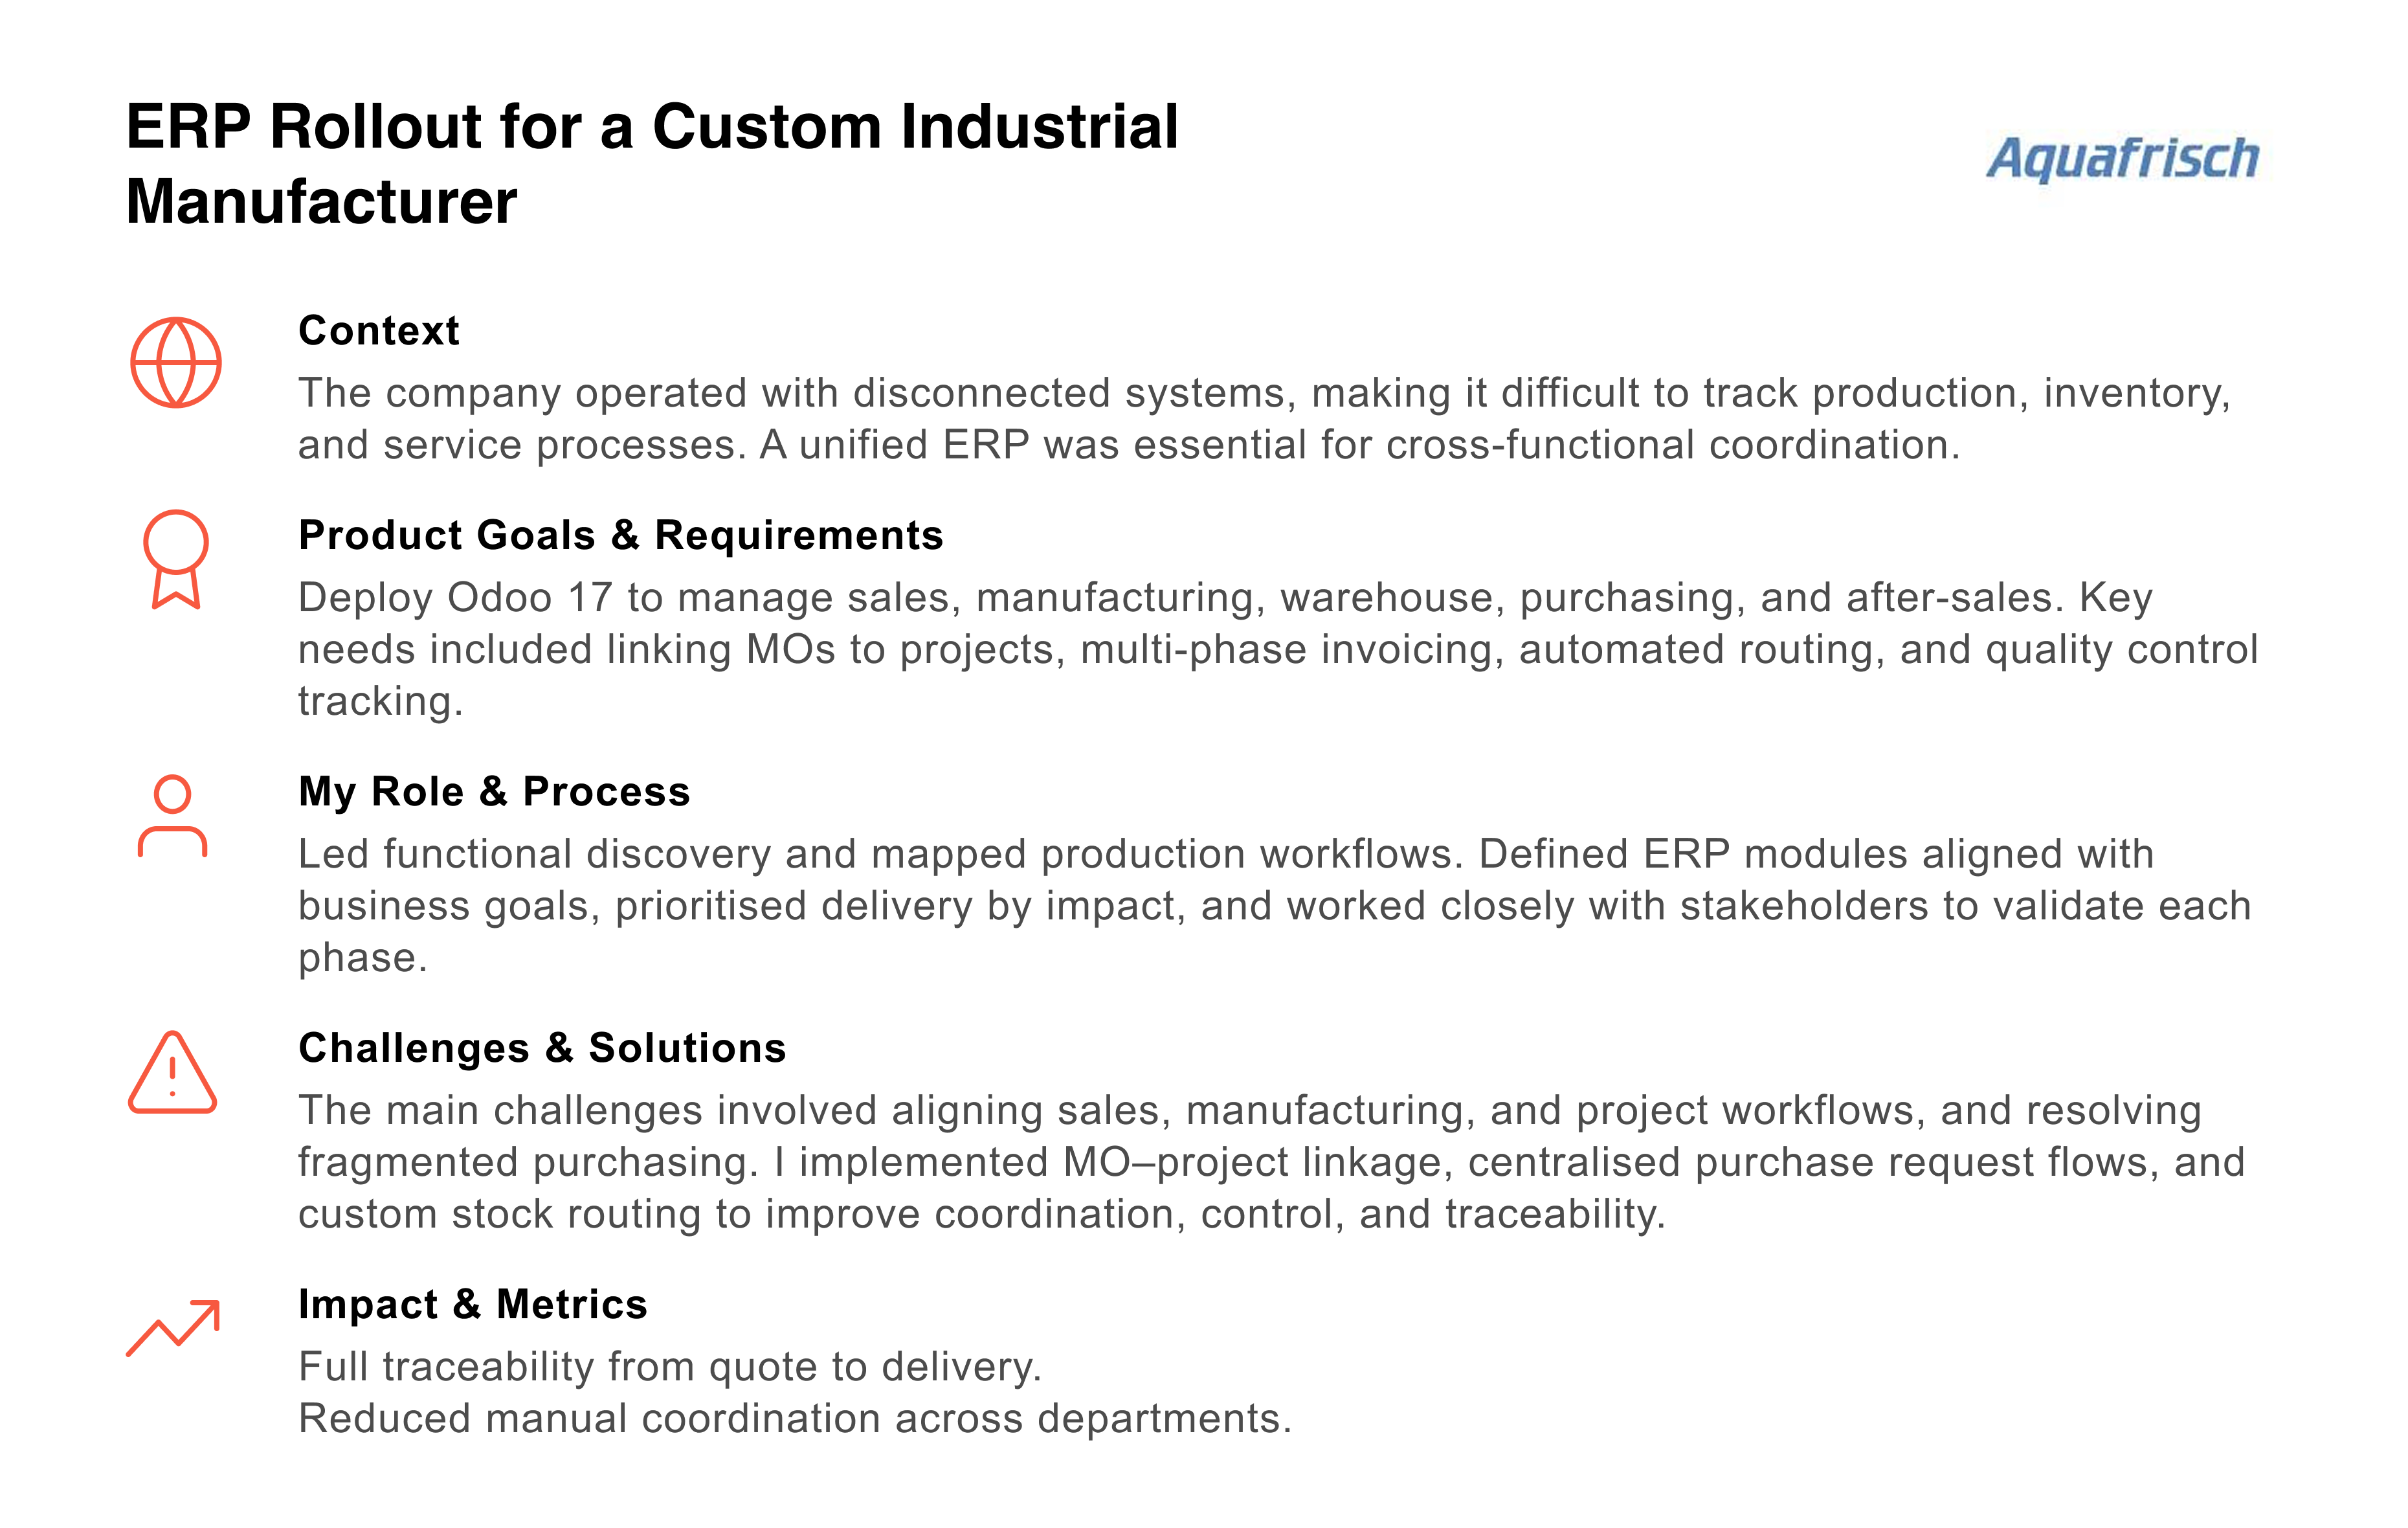 ERP Rollout for a Custom Industrial
Manufacturer
Aquafrisch
Context
The company operated with disconnected systems, making it difficult to track production, inventory,
and service processes. A unified ERP was essential for cross-functional coordination.
Product Goals & Requirements
Deploy Odoo 17 to manage sales, manufacturing, warehouse, purchasing, and after-sales. Key
needs included linking MOs to projects, multi-phase invoicing, automated routing, and quality control
tracking.
My Role & Process
Led functional discovery and mapped production workflows. Defined ERP modules aligned with
business goals, prioritised delivery by impact, and worked closely with stakeholders to validate each
phase.
Challenges & Solutions
The main challenges involved aligning sales, manufacturing, and project workflows, and resolving
fragmented purchasing. I implemented MO–project linkage, centralised purchase request flows, and
custom stock routing to improve coordination, control, and traceability.
Impact & Metrics
Full traceability from quote to delivery.
Reduced manual coordination across departments.